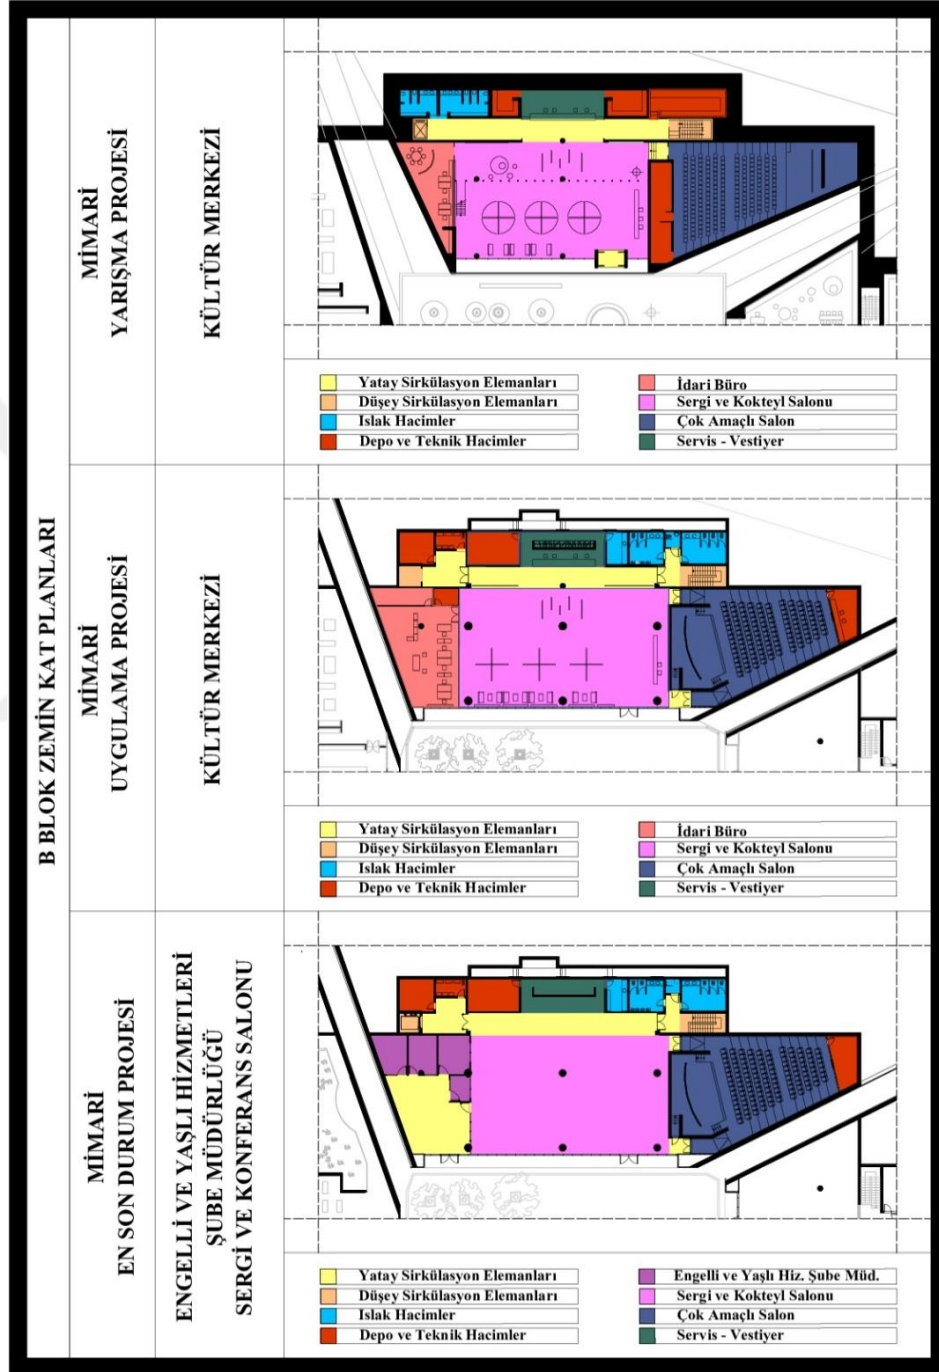 B BLOK ZEMİN KAT PLANLARI
MİMARİ
YARIŞMA PROJESİ
KÜLTÜR MERKEZİ
Yatay Sirkülasyon Elemanları
Düşey Sirkülasyon Elemanları
Islak Hacimler
Depo ve Teknik Hacimler
İdari Büro
Sergi ve Kokteyl Salonu
Çok Amaçlı Salon
Servis - Vestiyer
MİMARİ
UYGULAMA PROJESİ
KÜLTÜR MERKEZİ
Yatay Sirkülasyon Elemanları
Düşey Sirkülasyon Elemanları
Islak Hacimler
Depo ve Teknik Hacimler
İdari Büro
Sergi ve Kokteyl Salonu
Çok Amaçlı Salon
Servis - Vestiyer
MİMARİ
EN SON DURUM PROJESİ
ENGELLİ VE YAŞLI HİZMETLERİ
ŞUBE MÜDÜRLÜĞÜ
SERGİ VE KONFERANS SALONU
Yatay Sirkülasyon Elemanları
Düşey Sirkülasyon Elemanları
Islak Hacimler
Depo ve Teknik Hacimler
Engelli ve Yaşlı Hiz. Şube Müd.
Sergi ve Kokteyl Salonu
Çok Amaçlı Salon
Servis - Vestiyer